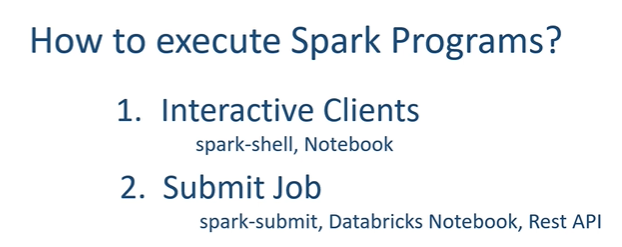 How to execute Spark Programs?
1. Interactive Clients
spark-shell, Notebook
2. Submit Job
spark-submit, Databricks Notebook, Rest API